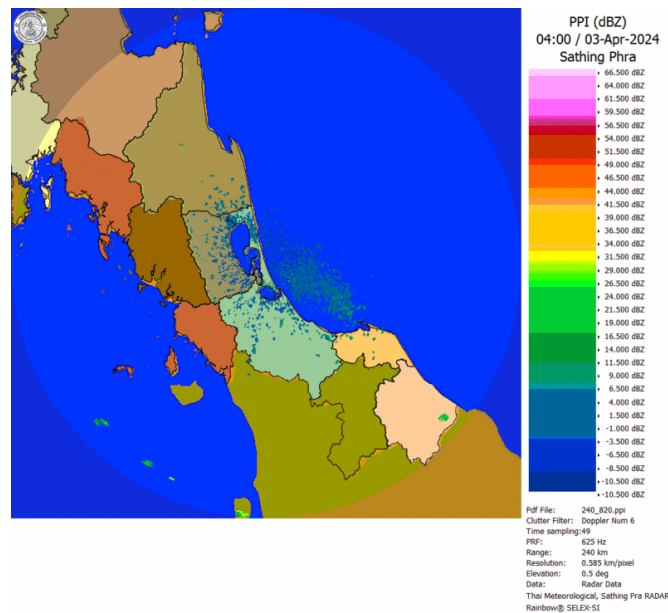 PPI (dBZ)
04:00 / 03-Apr-2024
Sathing Phra
66.500 dBZ
64.000 dBZ
61.500 dBZ
59.000 dBZ
56.500 dBZ
54.000 dBZ
51.500 dBZ
49.000 dBZ
46.500 dBZ
44.000 dBZ
41.500 dBZ
39.000 dBZ
36.500 dBZ
34.000 dBZ
31.500 dBZ
29.000 dBZ
26.500 dBZ
24.000 dBZ
21.500 dBZ
19.000 dBZ
16.500 dBZ
14.000 dBZ
11.500 dBZ
9.000 dBZ
6.500 dBZ
4.000 dBZ
1.500 dBZ
-1.000 dBZ
-3.500 dBZ
-6.500 dBZ
-8.500 dBZ
-10.500 dBZ
-10.500 dBZ
Pdf File: 240_820.ppi
Clutter Filter: Doppler Num 6
Time sampling:49
PRF: 625 Hz
Range: 240 km
Resolution: 0.585 km/pixel
Elevation: 0.5 deg
Data: Radar Data
Thai Meteorological, Sathing Pra RADAR
Rainbow® SELEX-SI